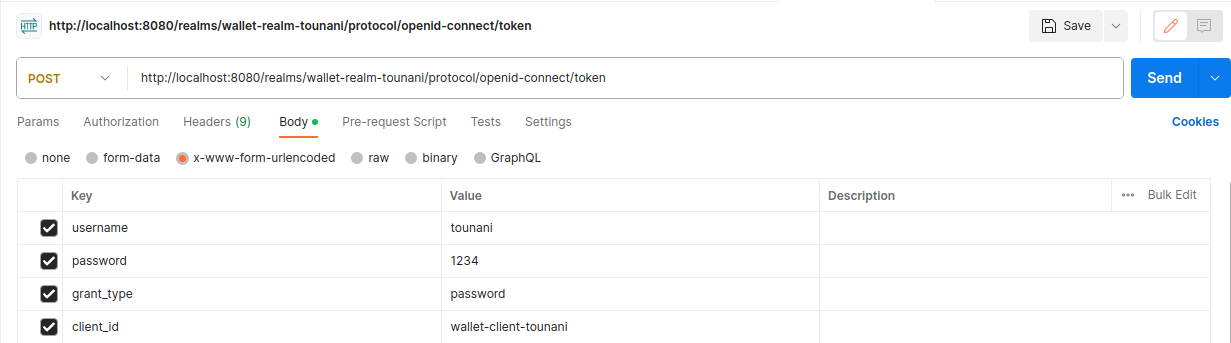 HTTP http://localhost:8080/realms/wallet-realm-tounani/protocol/openid-connect/token Save
POST http://localhost:8080/realms/wallet-realm-tounani/protocol/openid-connect/token Send
Params Authorization Headers (9) Body Pre-request Script Tests Settings Cookies
none form-data x-www-form-urlencoded raw binary GraphQL
Key Value Description Bulk Edit
username tounani
password 1234
grant_type password
client_id wallet-client-tounani